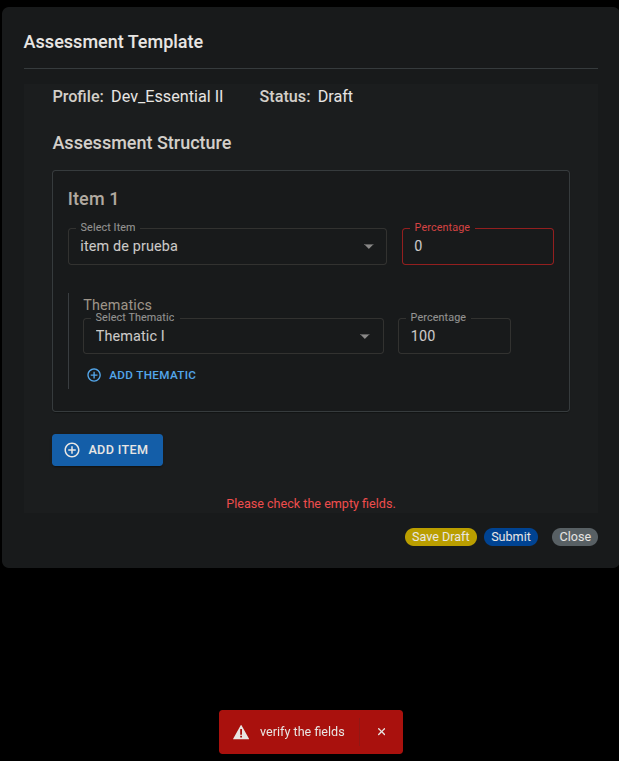 Assessment Template
Profile: Dev_Essential II Status: Draft
Assessment Structure
Item 1
Select Item Percentage
item de prueba 0
Thematics
Select Thematic Percentage
Thematic I 100
ADD THEMATIC
ADD ITEM
Please check the empty fields.
Save Draft Submit Close
verify the fields ×